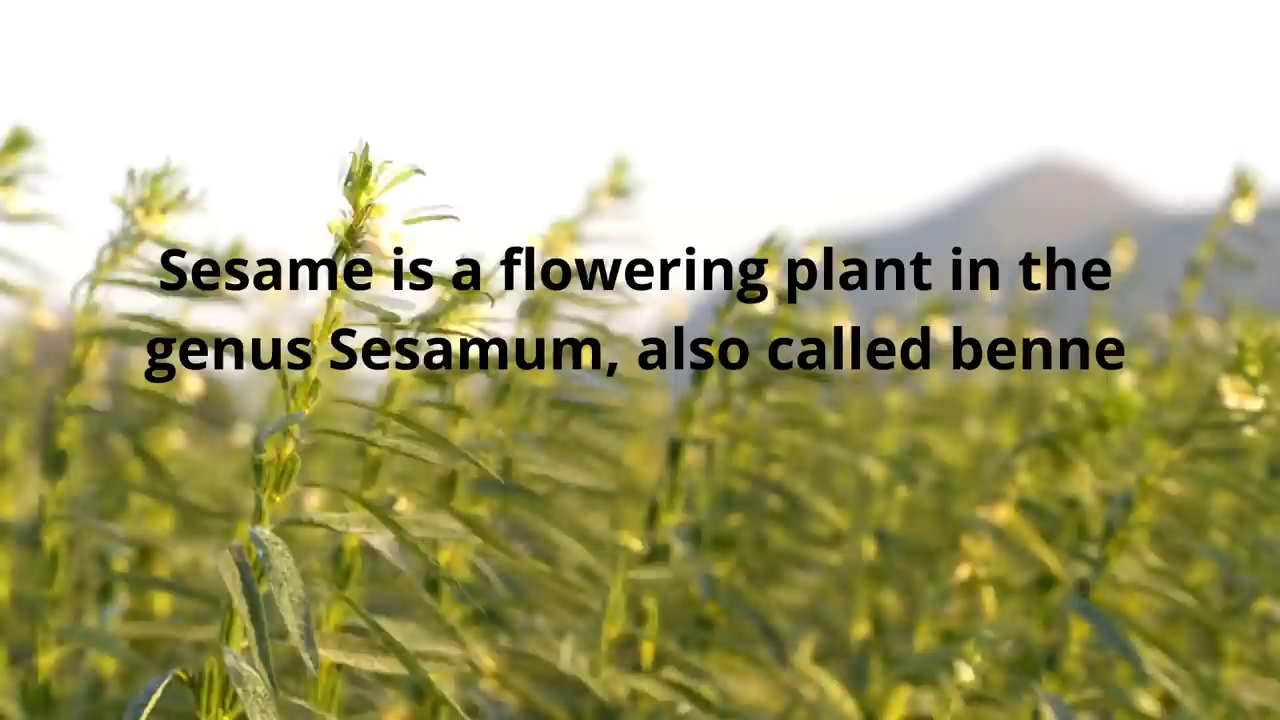 Sesame is a flowering plant in the
genus Sesamum, also called benne